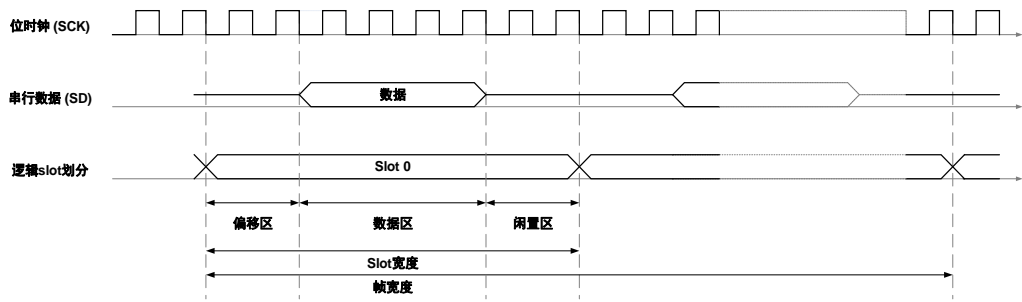 位时钟 (SCK)
串行数据 (SD)
数据
逻辑slot划分
Slot 0
偏移区
数据区
闲置区
Slot宽度
帧宽度